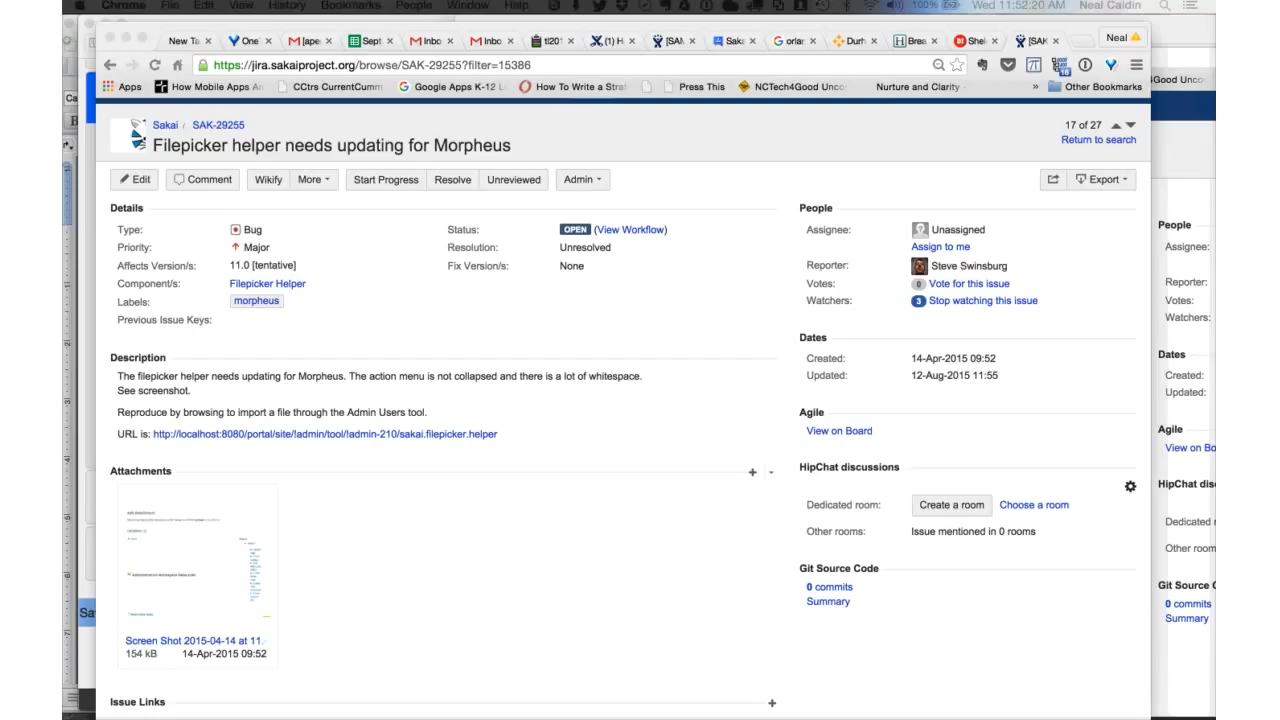 Chrome File Edit View History Bookmarks People Window Help 100% Wed 11:52:20 AM Neal Caldin
New Ta One M [ape Sept Inbo Inbo tl201 (1) H [SAM Saka orlar Durh Brea Shel [SAK Neal
https://jira.sakaiproject.org/browse/SAK-29255?filter=15386
Apps How Mobile Apps An CCtrs CurrentCumm Google Apps K-12 L How To Write a Strat Press This NCTech4Good Unco Nurture and Clarity » Other Bookmarks
Good Unco
Sakai / SAK-29255
17 of 27
Filepicker helper needs updating for Morpheus
Return to search
Edit Comment Wikify More Start Progress Resolve Unreviewed Admin Export
Details
People
Type: Bug
Status: OPEN (View Workflow)
Assignee: Unassigned
Assign to me
Priority: Major
Resolution: Unresolved
Affects Version/s: 11.0 [tentative]
Fix Version/s: None
Reporter: Steve Swinsburg
Component/s: Filepicker Helper
Votes: 0 Vote for this issue
Labels: morpheus
Watchers: 3 Stop watching this issue
Previous Issue Keys:
Dates
Description
Created: 14-Apr-2015 09:52
The filepicker helper needs updating for Morpheus. The action menu is not collapsed and there is a lot of whitespace.
Updated: 12-Aug-2015 11:55
See screenshot.
Reproduce by browsing to import a file through the Admin Users tool.
Agile
View on Board
URL is: http://localhost:8080/portal/site/!admin/tool/!admin-210/sakai.filepicker.helper
Attachments
HipChat discussions
Dedicated room: Create a room Choose a room
Other rooms: Issue mentioned in 0 rooms
Git Source Code
0 commits
Summary
Screen Shot 2015-04-14 at 11.
154 kB 14-Apr-2015 09:52
Issue Links
People
Assignee:
Reporter:
Votes:
Watchers:
Dates
Created:
Updated:
Agile
View on Bo
HipChat disc
Dedicated r
Other room
Git Source C
0 commits
Summary